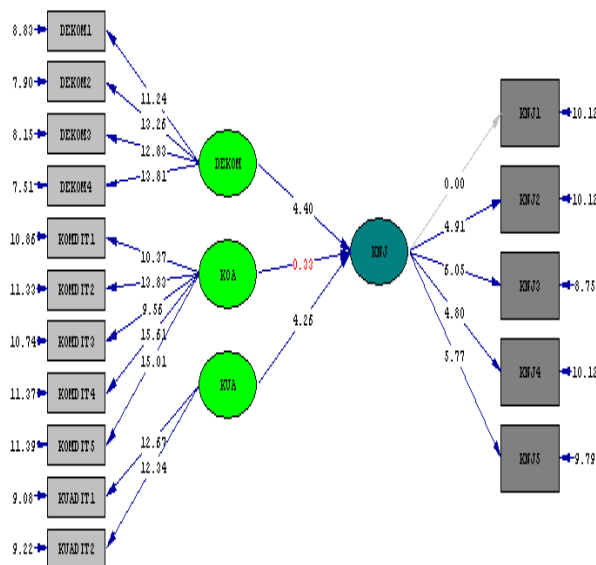 8.83
DEKOM1
7.90
DEKOM2
8.15
DEKOM3
7.51
DEKOM4
10.86
KOMDIT1
11.33
KOMDIT2
10.74
KOMDIT3
11.37
KOMDIT4
11.39
KOMDIT5
9.08
KUADIT1
9.22
KUADIT2
11.24
13.26
12.83
13.81
10.37
13.83
9.56
15.61
15.01
12.67
12.34
DEKOM
KOA
KUA
4.40
0.33
4.26
KNJ
0.00
4.91
6.05
4.80
5.77
KNJ1
10.12
KNJ2
10.12
KNJ3
8.75
KNJ4
10.12
KNJ5
9.79